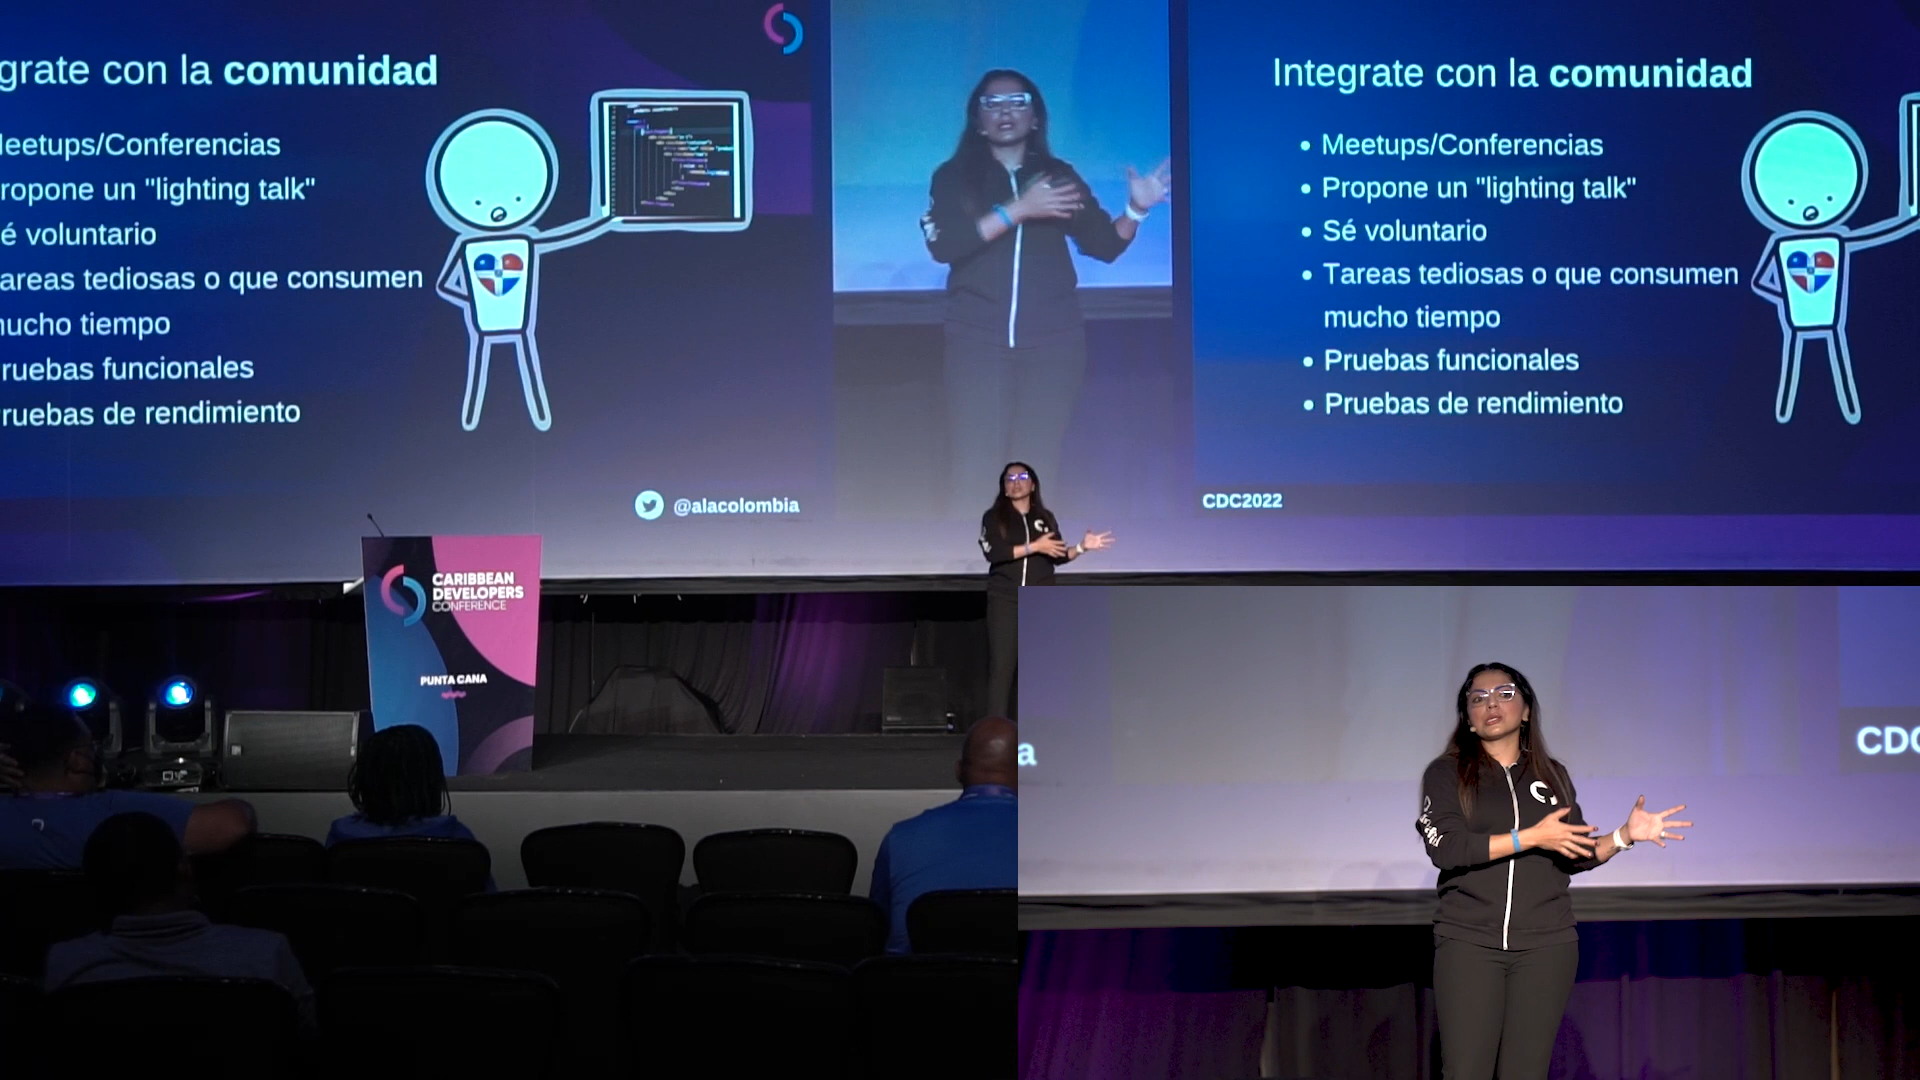 grate con la comunidad
Meetups/Conferencias
ropone un "lighting talk"
é voluntario
areas tediosas o que consumen
mucho tiempo
ruebas funcionales
ruebas de rendimiento
@alacolombia
Integrate con la comunidad
• Meetups/Conferencias
• Propone un "lighting talk"
• Sé voluntario
• Tareas tediosas o que consumen
mucho tiempo
• Pruebas funcionales
• Pruebas de rendimiento
CDC2022
CARIBBEAN
DEVELOPERS
CONFERENCE
PUNTA CANA
a
CDC